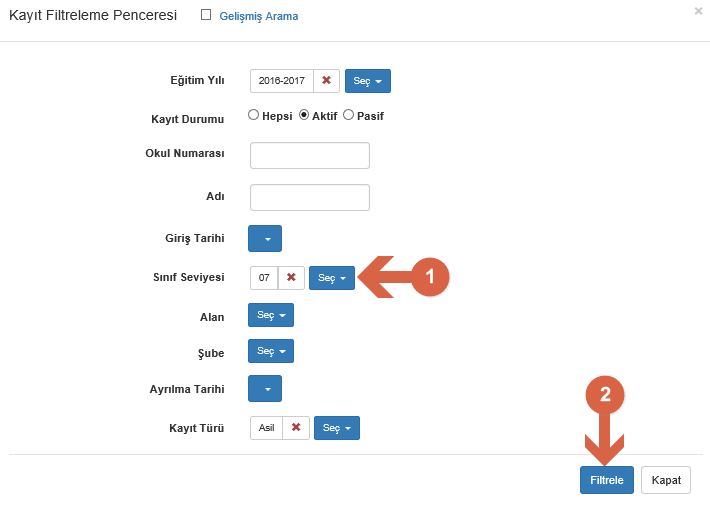 Kayıt Filtreleme Penceresi Gelişmiş Arama ×
Eğitim Yılı 2016-2017 ✖ Seç
Kayıt Durumu Hepsi Aktif Pasif
Okul Numarası
Adı
Giriş Tarihi
Sınıf Seviyesi 07 ✖ Seç 1
Alan Seç
Şube Seç
Ayrılma Tarihi
2
Kayıt Türü Asil ✖ Seç
Filtrele Kapat